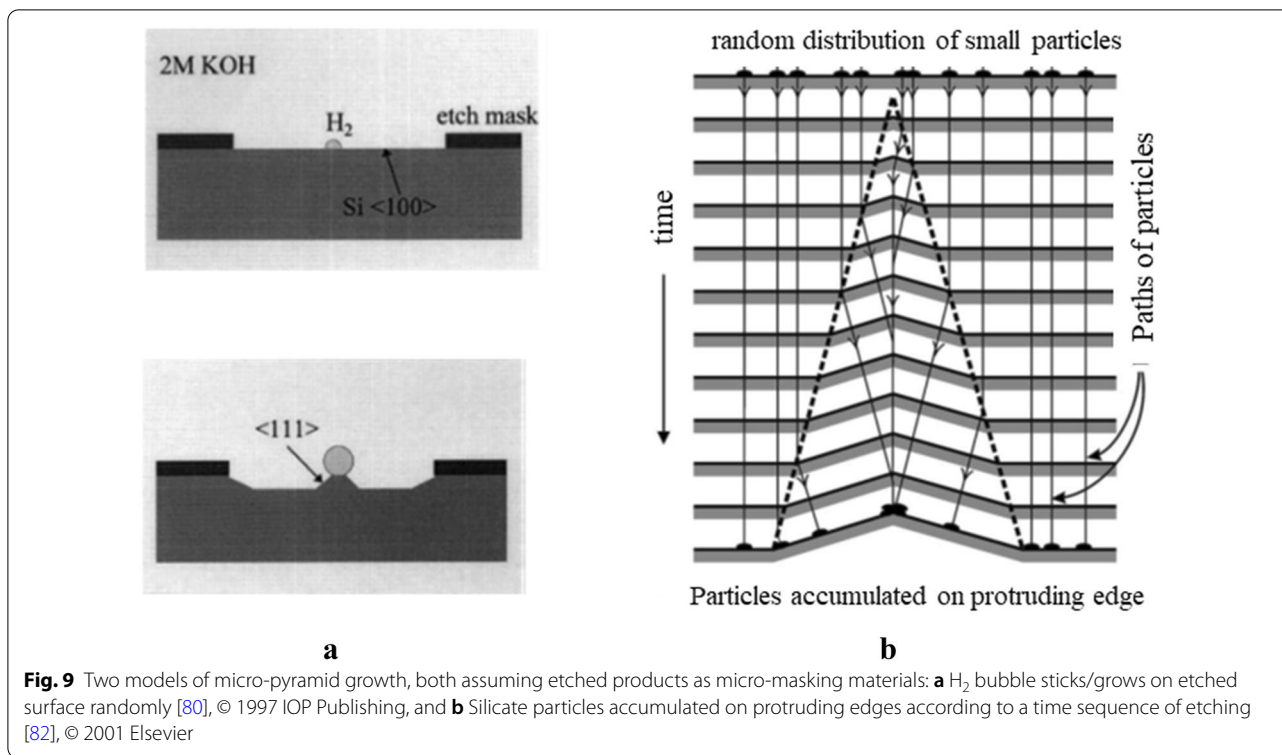 2M KOH
H₂
etch mask
Si <100>
<111>
a
random distribution of small particles
time
Paths of particles
Particles accumulated on protruding edge
b
Fig. 9 Two models of micro-pyramid growth, both assuming etched products as micro-masking materials: a H₂ bubble sticks/grows on etched
surface randomly [80], © 1997 IOP Publishing, and b Silicate particles accumulated on protruding edges according to a time sequence of etching
[82], © 2001 Elsevier